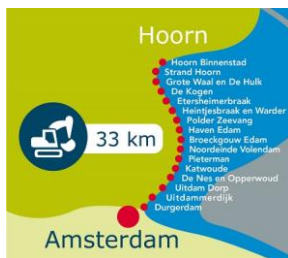 Hoorn
Hoorn Binnenstad
Strand Hoorn
Grote Waal en De Hulk
De Kogen
Etersheimerbraak
Heintjesbraak en Warder
Polder Zeevang
Haven Edam
Broeckgouw Edam
Noordeinde Volendam
Pieterman
Katwoude
De Nes en Opperwoud
Uitdam Dorp
Uitdammerdijk
Durgerdam
33 km
Amsterdam